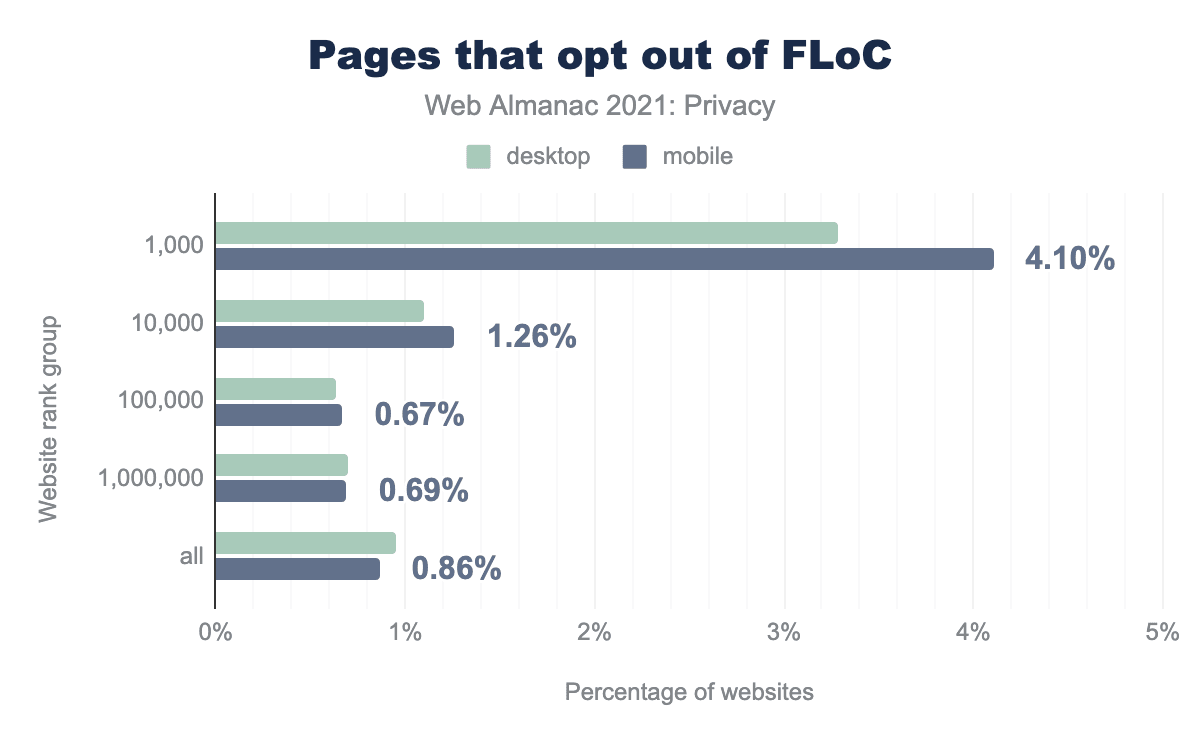 Pages that opt out of FLoC
Web Almanac 2021: Privacy
desktop mobile
Website rank group
1,000
4.10%
10,000
1.26%
100,000
0.67%
1,000,000
0.69%
all
0.86%
0% 1% 2% 3% 4% 5%
Percentage of websites